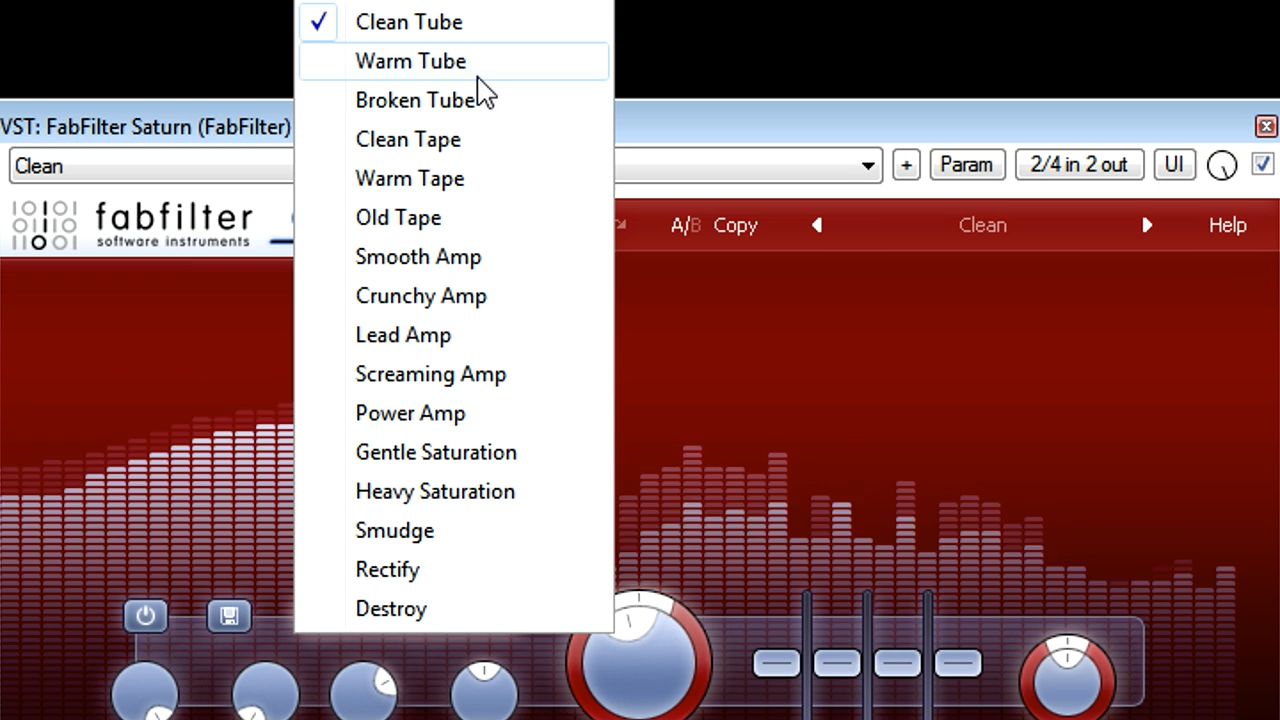 Clean Tube
Warm Tube
Broken Tube
Clean Tape
Warm Tape
Old Tape
Smooth Amp
Crunchy Amp
Lead Amp
Screaming Amp
Power Amp
Gentle Saturation
Heavy Saturation
Smudge
Rectify
Destroy
VST: FabFilter Saturn (FabFilter)
Clean
+
Param
2/4 in 2 out
UI
fabfilter
software instruments
A/B
Copy
Clean
Help